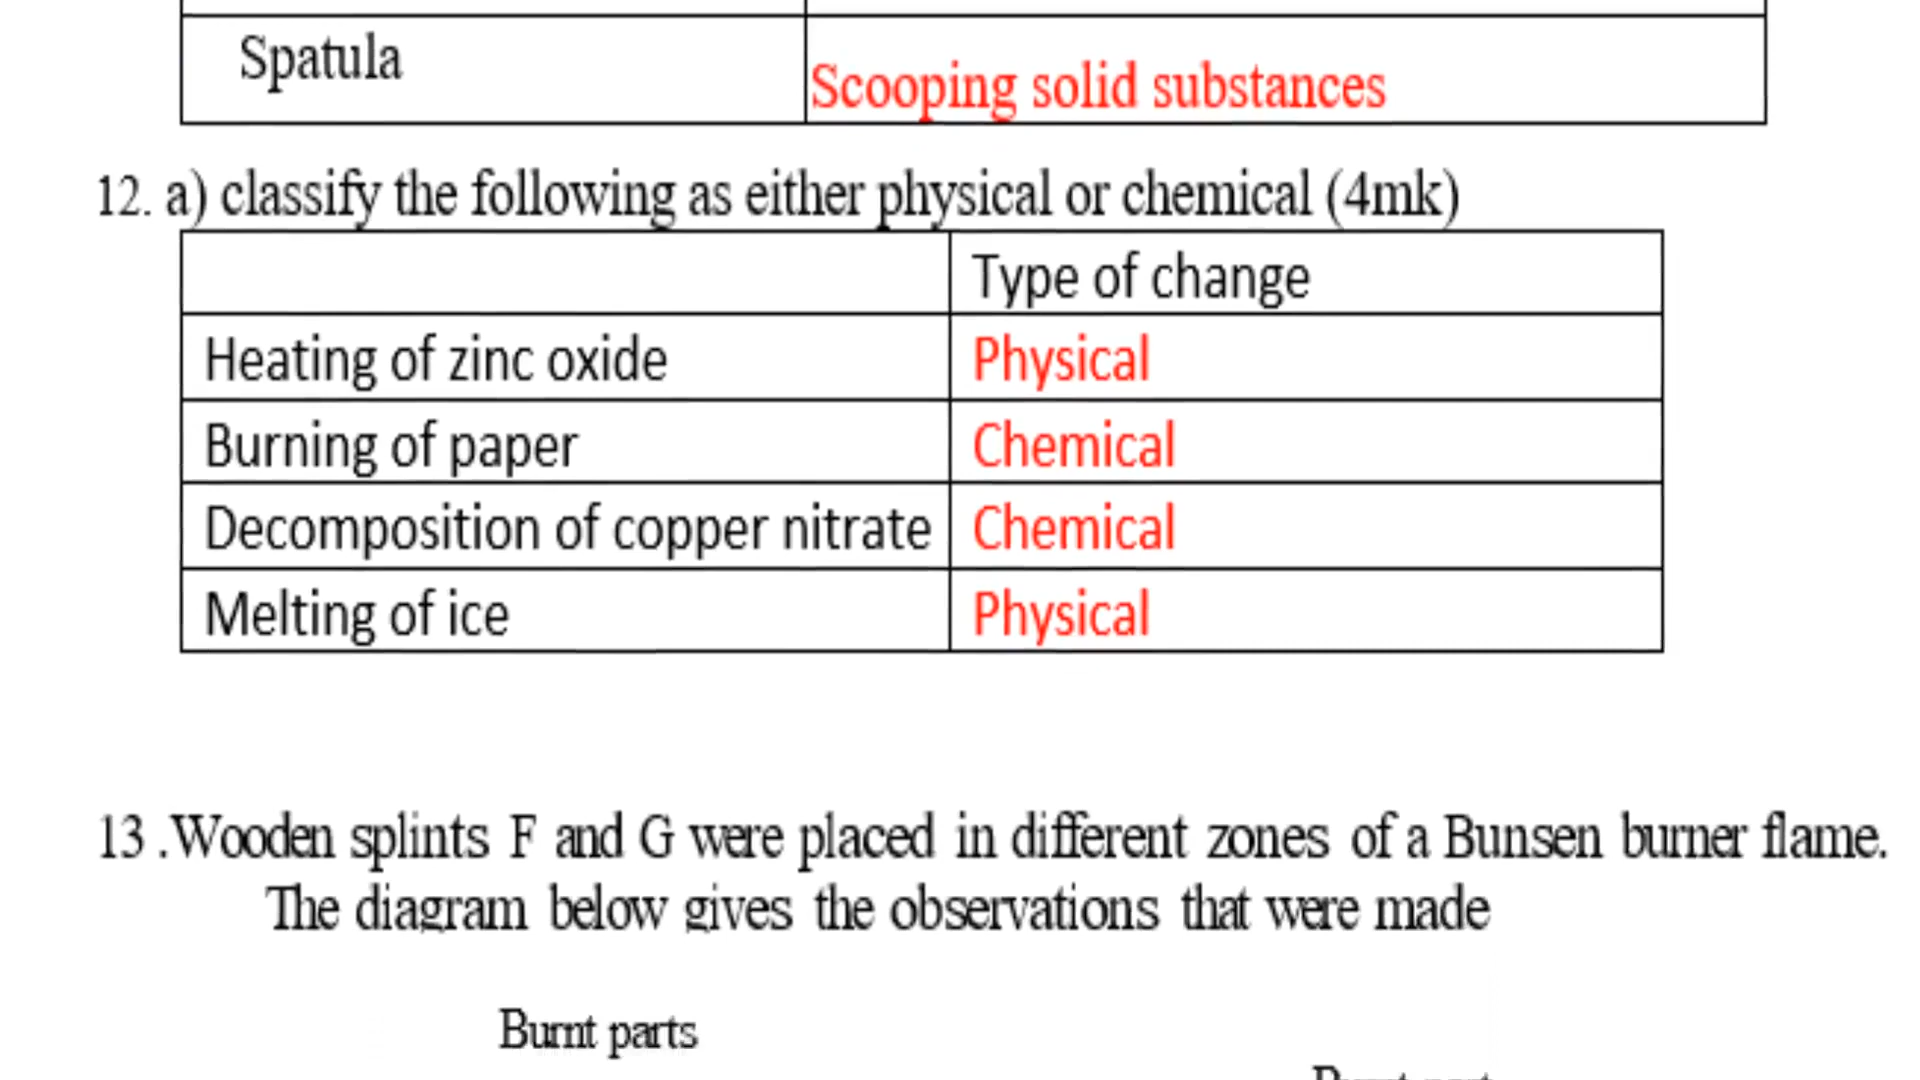 Spatula
Scooping solid substances
12. a) classify the following as either physical or chemical (4mk)
Type of change
Heating of zinc oxide Physical
Burning of paper Chemical
Decomposition of copper nitrate Chemical
Melting of ice Physical
13 .Wooden splints F and G were placed in different zones of a Bunsen burner flame.
The diagram below gives the observations that were made
Burnt parts